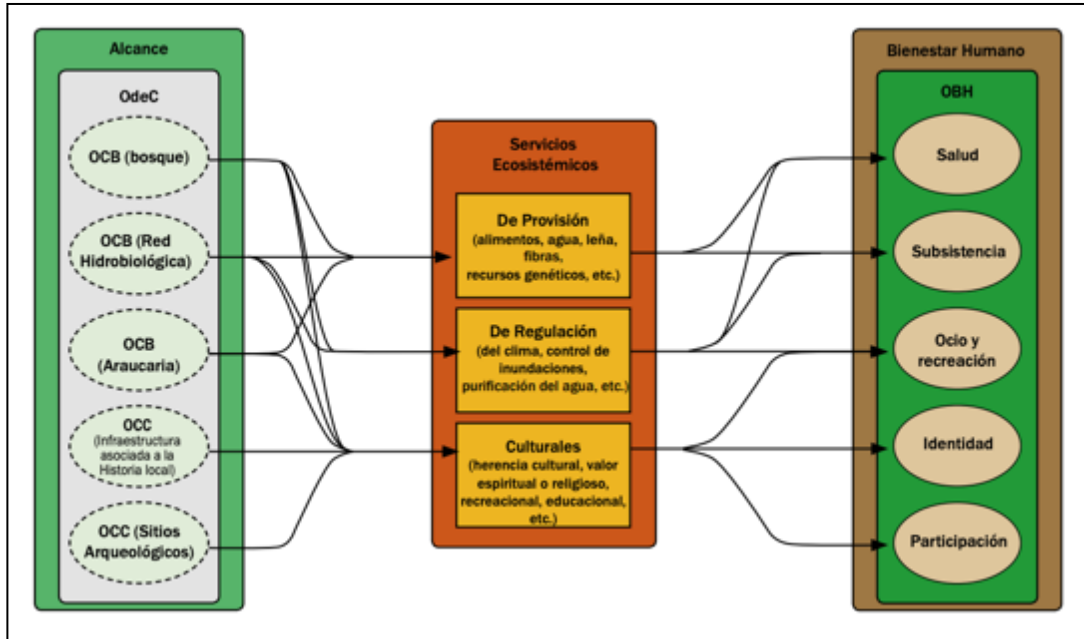 Alcance
OdeC
OCB (bosque)
OCB (Red
Hidrobiológica)
OCB
(Araucaria)
OCC
(Infraestructura
asociada a la
Historia local)
OCC (Sitios
Arqueológicos)
Servicios
Ecosistémicos
De Provisión
(alimentos, agua, leña,
fibras,
recursos genéticos, etc.)
De Regulación
(del clima, control de
inundaciones,
purificación del agua, etc.)
Culturales
(herencia cultural, valor
espiritual o religioso,
recreacional, educacional,
etc.)
Bienestar Humano
OBH
Salud
Subsistencia
Ocio y
recreación
Identidad
Participación